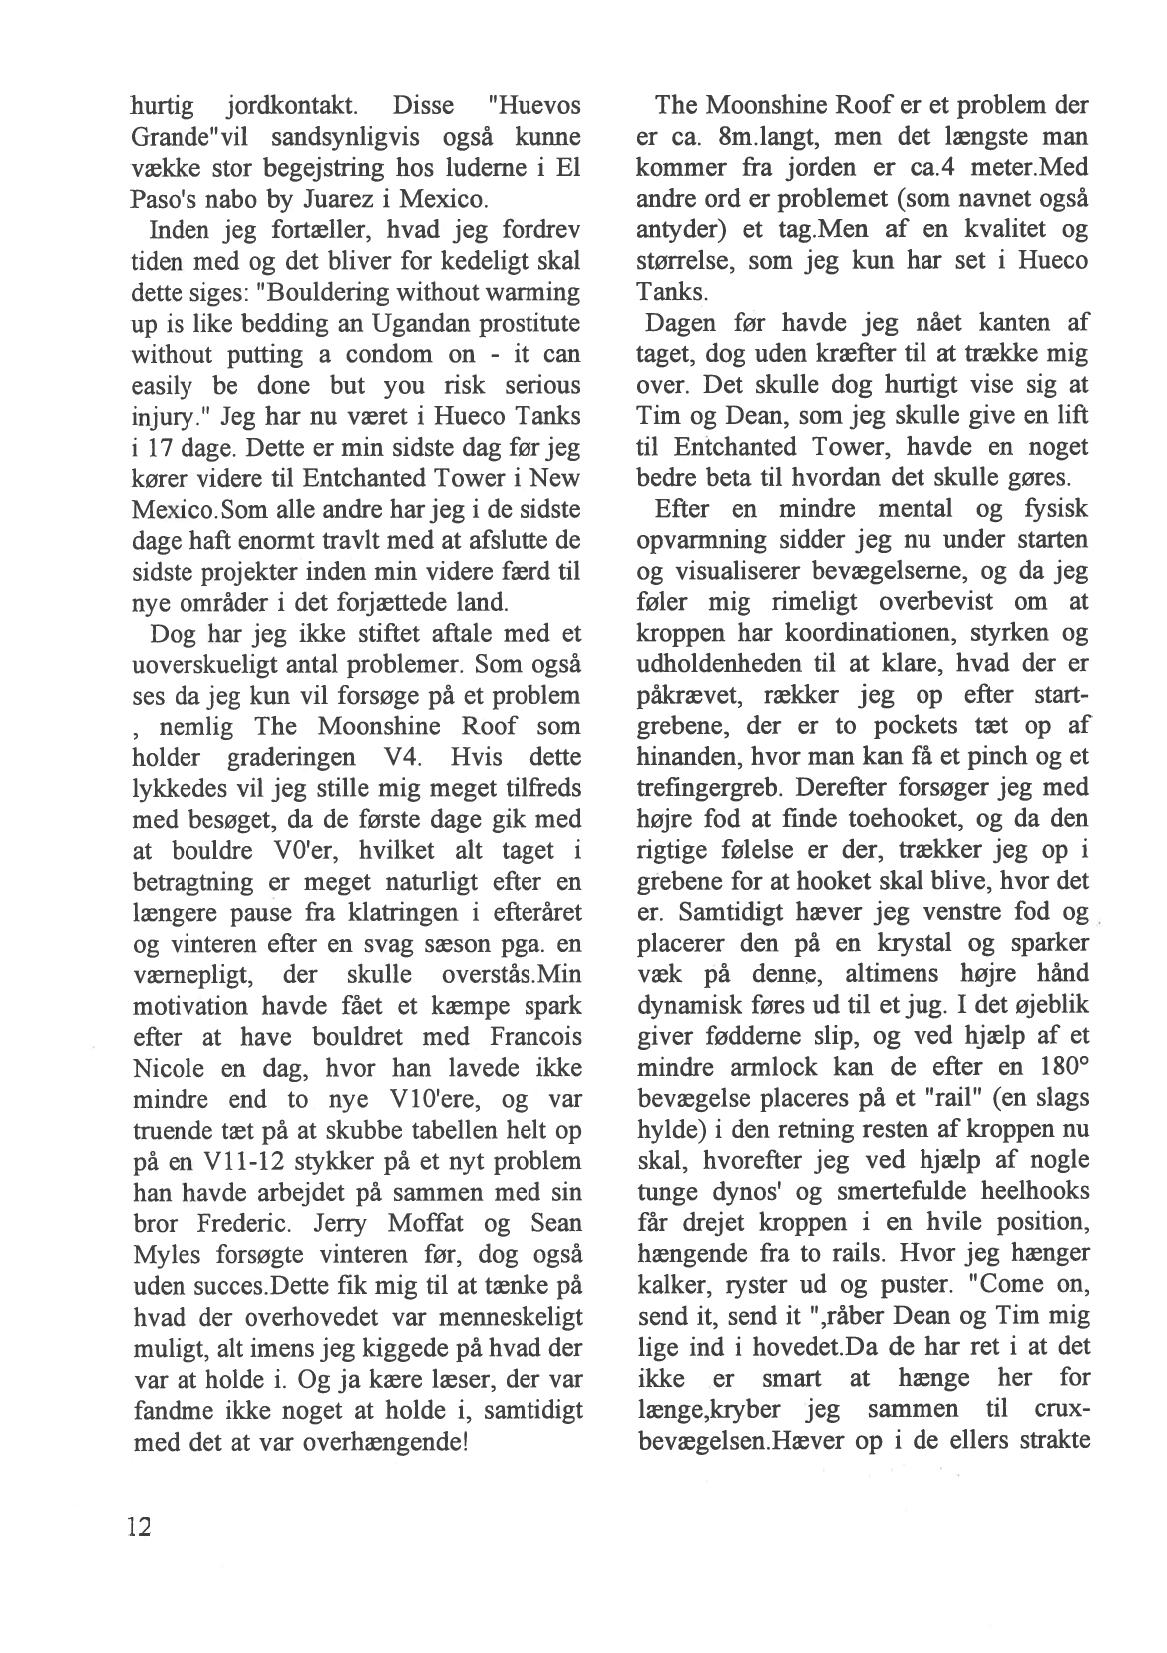 hurtig jordkontakt. Disse "Huevos
Grande"vil sandsynligvis også kunne
vække stor begejstring hos luderne i El
Paso's nabo by Juarez i Mexico.
Inden jeg fortæller, hvad jeg fordrev
tiden med og det bliver for kedeligt skal
dette siges: "Bouldering without warming
up is like bedding an Ugandan prostitute
without putting a condom on - it can
easily be done but you risk serious
injury." Jeg har nu været i Hueco Tanks
i 17 dage. Dette er min sidste dag før jeg
kører videre til Entchanted Tower i New
Mexico.Som alle andre har jeg i de sidste
dage haft enormt travlt med at afslutte de
sidste projekter inden min videre færd til
nye områder i det forjættede land.
Dog har jeg ikke stiftet aftale med et
uoverskueligt antal problemer. Som også
ses da jeg kun vil forsøge på et problem
, nemlig The Moonshine Roof som
holder graderingen V4. Hvis dette
lykkedes vil jeg stille mig meget tilfreds
med besøget, da de første dage gik med
at bouldre V0'er, hvilket alt taget i
betragtning er meget naturligt efter en
længere pause fra klatringen i efteråret
og vinteren efter en svag sæson pga. en
værnepligt, der skulle overstås.Min
motivation havde fået et kæmpe spark
efter at have bouldret med Francois
Nicole en dag, hvor han lavede ikke
mindre end to nye V10'ere, og var
truende tæt på at skubbe tabellen helt op
på en V11-12 stykker på et nyt problem
han havde arbejdet på sammen med sin
bror Frederic. Jerry Moffat og Sean
Myles forsøgte vinteren før, dog også
uden succes.Dette fik mig til at tænke på
hvad der overhovedet var menneskeligt
muligt, alt imens jeg kiggede på hvad der
var at holde i. Og ja kære læser, der var
fandme ikke noget at holde i, samtidigt
med det at var overhængende!
The Moonshine Roof er et problem der
er ca. 8m.langt, men det længste man
kommer fra jorden er ca.4 meter.Med
andre ord er problemet (som navnet også
antyder) et tag.Men af en kvalitet og
størrelse, som jeg kun har set i Hueco
Tanks.
Dagen før havde jeg nået kanten af
taget, dog uden kræfter til at trække mig
over. Det skulle dog hurtigt vise sig at
Tim og Dean, som jeg skulle give en lift
til Entchanted Tower, havde en noget
bedre beta til hvordan det skulle gøres.
Efter en mindre mental og fysisk
opvarmning sidder jeg nu under starten
og visualiserer bevægelserne, og da jeg
føler mig rimeligt overbevist om at
kroppen har koordinationen, styrken og
udholdenheden til at klare, hvad der er
påkrævet, rækker jeg op efter start-
grebene, der er to pockets tæt op af
hinanden, hvor man kan få et pinch og et
trefingergreb. Derefter forsøger jeg med
højre fod at finde toehooket, og da den
rigtige følelse er der, trækker jeg op i
grebene for at hooket skal blive, hvor det
er. Samtidigt hæver jeg venstre fod og
placerer den på en krystal og sparker
væk på denne, altimens højre hånd
dynamisk føres ud til et jug. I det øjeblik
giver fødderne slip, og ved hjælp af et
mindre armlock kan de efter en 180°
bevægelse placeres på et "rail" (en slags
hylde) i den retning resten af kroppen nu
skal, hvorefter jeg ved hjælp af nogle
tunge dynos' og smertefulde heelhooks
får drejet kroppen i en hvile position,
hængende fra to rails. Hvor jeg hænger
kalker, ryster ud og puster. "Come on,
send it, send it ",råber Dean og Tim mig
lige ind i hovedet.Da de har ret i at det
ikke er smart at hænge her for
længe,kryber jeg sammen til crux-
bevægelsen.Hæver op i de ellers strakte
12